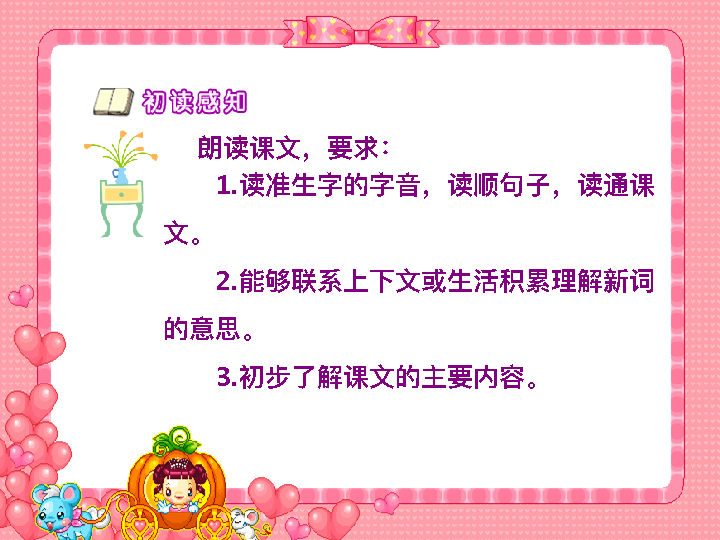 初读感知
朗读课文，要求：
1.读准生字的字音，读顺句子，读通课
文。
2.能够联系上下文或生活积累理解新词
的意思。
3.初步了解课文的主要内容。